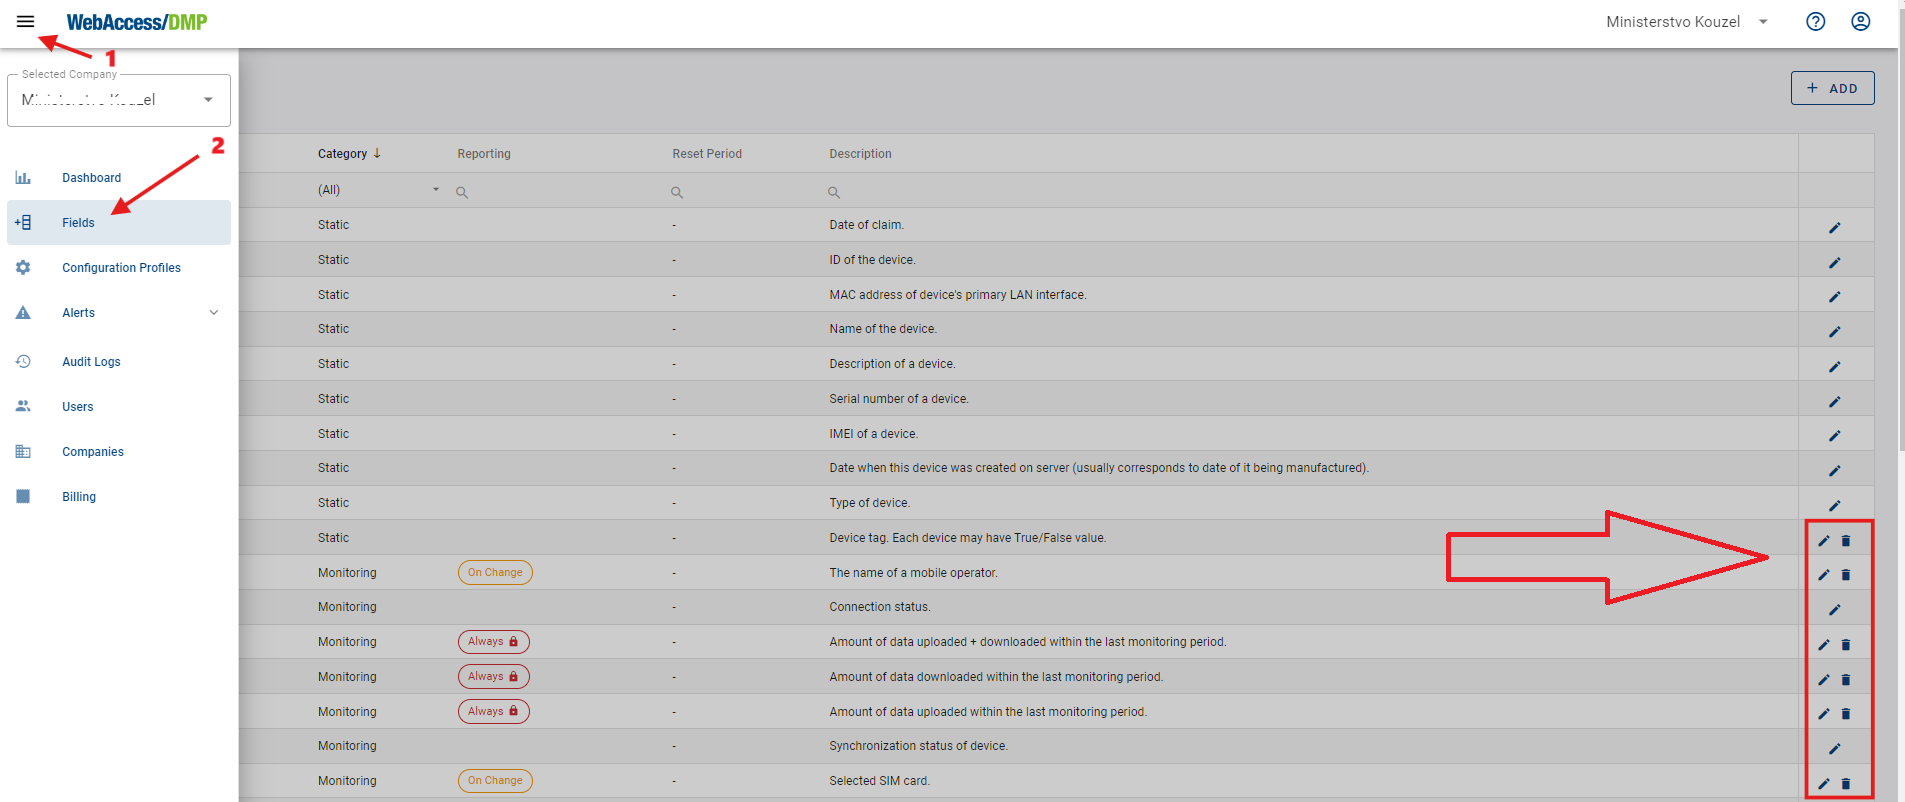 WebAccess/DMP
Ministerstvo Kouzel
1
Selected Company
ADD
2
Category Reporting Reset Period Description
Dashboard
(All)
Fields
Static - Date of claim.
Static - ID of the device.
Configuration Profiles
Static - MAC address of device's primary LAN interface.
Alerts
Static - Name of the device.
Audit Logs
Static - Description of a device.
Static - Serial number of a device.
Users
Static - IMEI of a device.
Companies
Static - Date when this device was created on server (usually corresponds to date of it being manufactured).
Billing
Static - Type of device.
Static - Device tag. Each device may have True/False value.
Monitoring On Change - The name of a mobile operator.
Monitoring - Connection status.
Monitoring Always - Amount of data uploaded + downloaded within the last monitoring period.
Monitoring Always - Amount of data downloaded within the last monitoring period.
Monitoring Always - Amount of data uploaded within the last monitoring period.
Monitoring - Synchronization status of device.
Monitoring On Change - Selected SIM card.